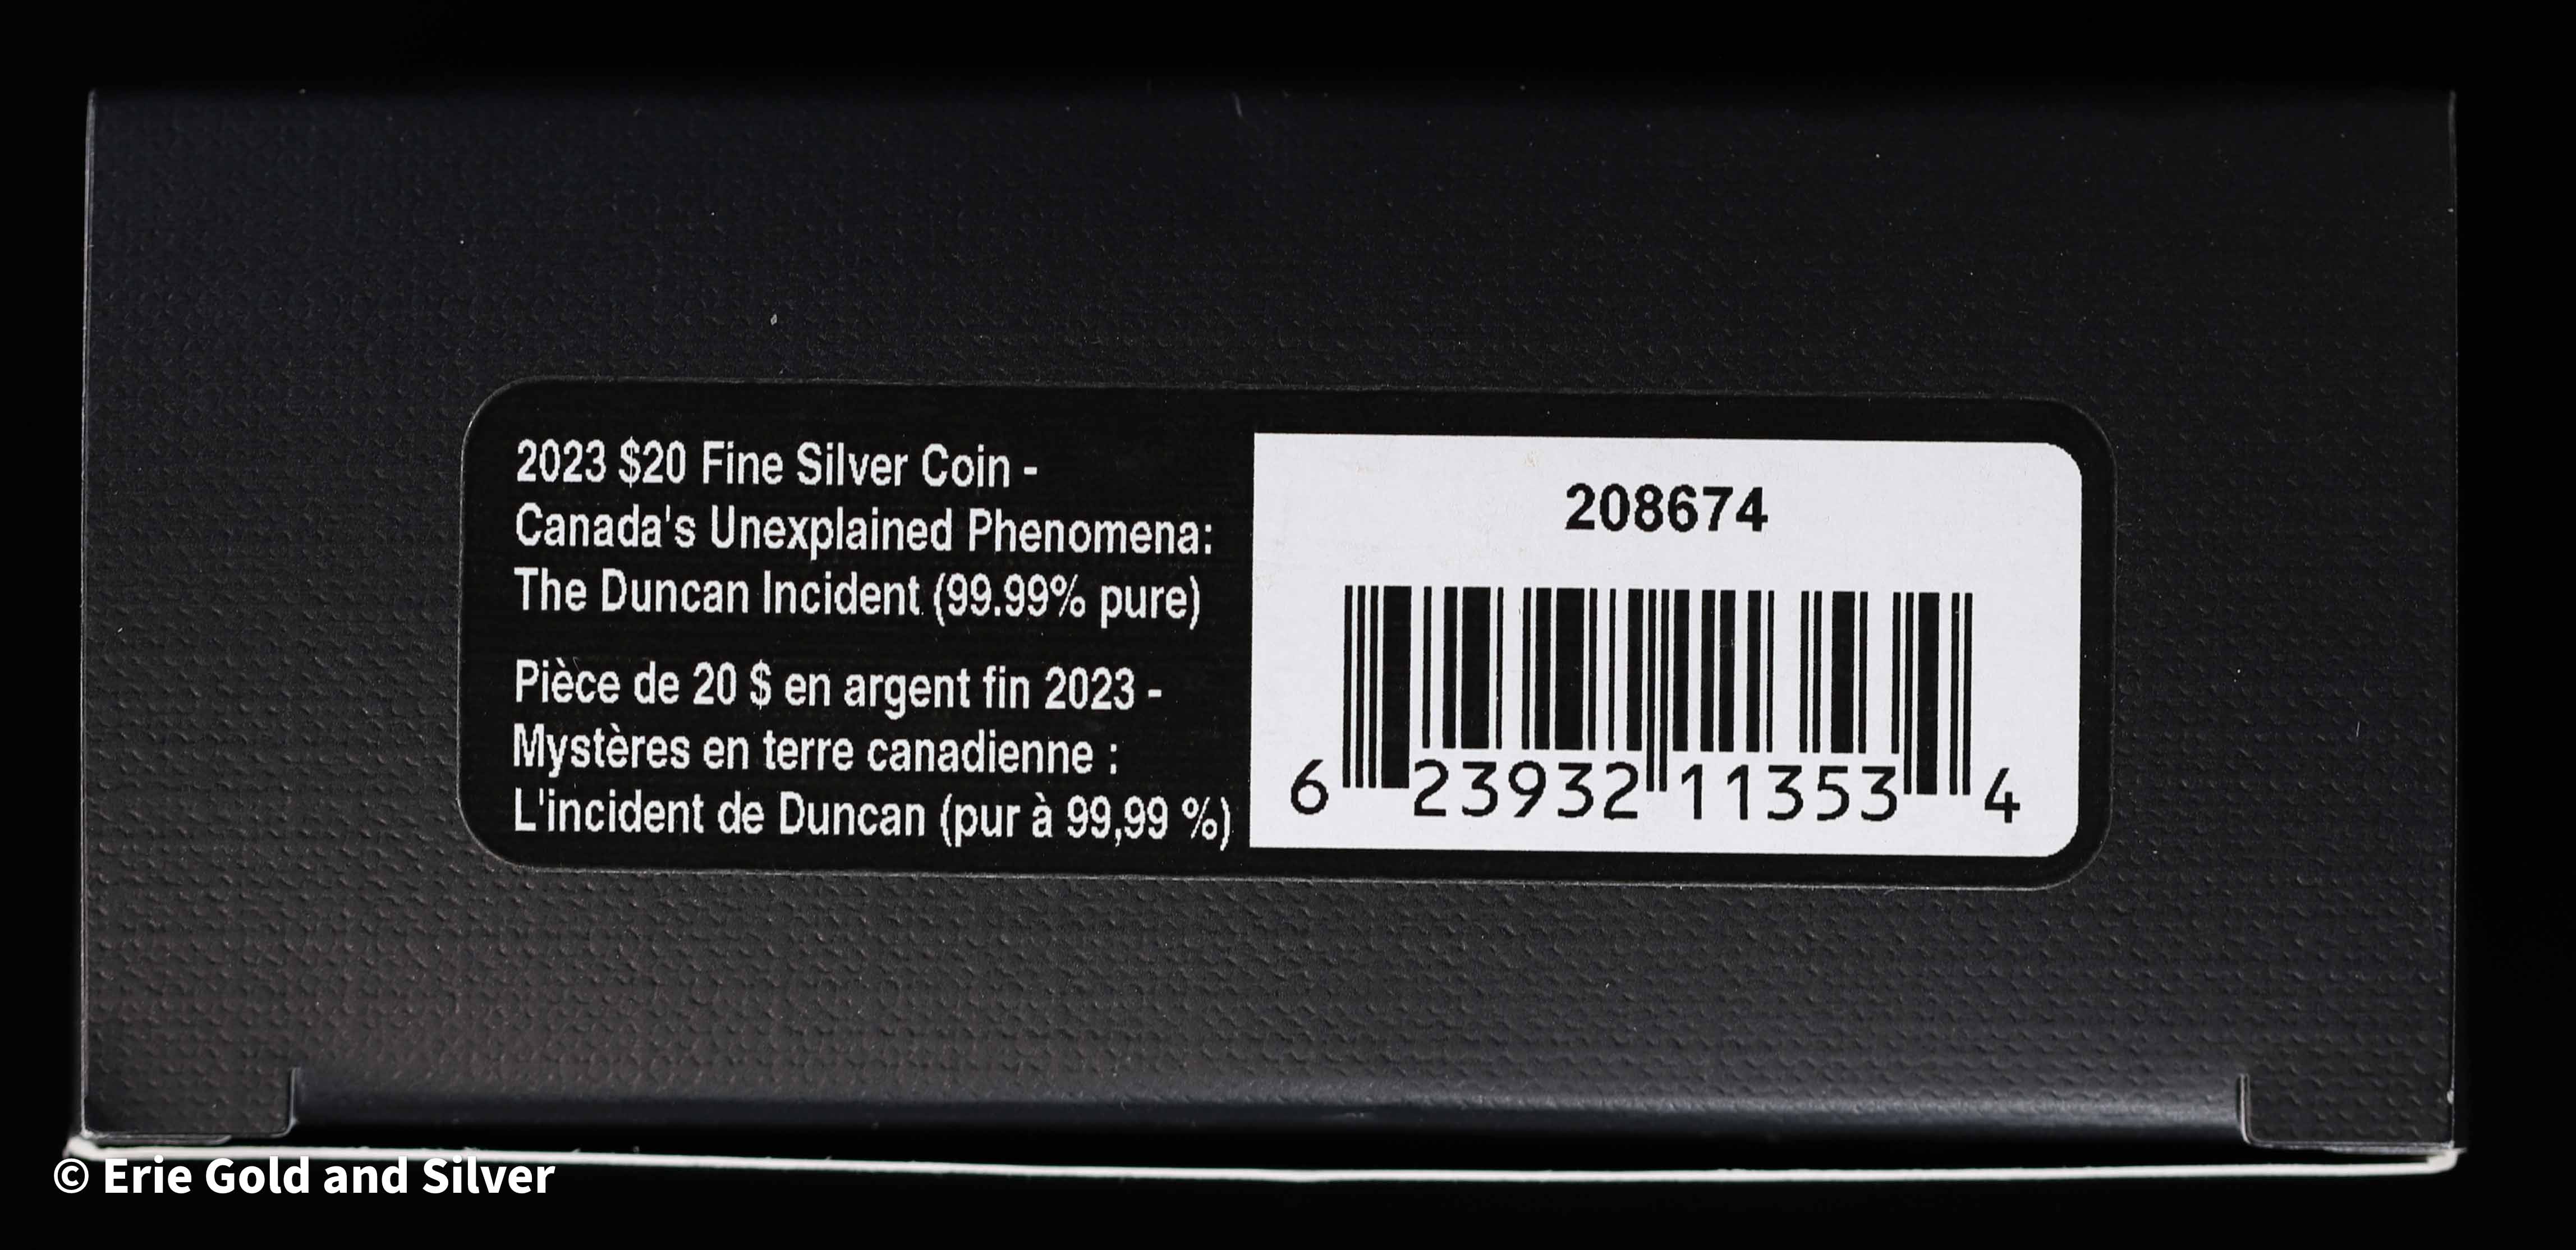 2023 $20 Fine Silver Coin -
Canada's Unexplained Phenomena:
The Duncan Incident (99.99% pure)
Pièce de 20 $ en argent fin 2023 -
Mystères en terre canadienne :
L'incident de Duncan (pur à 99,99 %)
208674
6 23932 11353 4
© Erie Gold and Silver